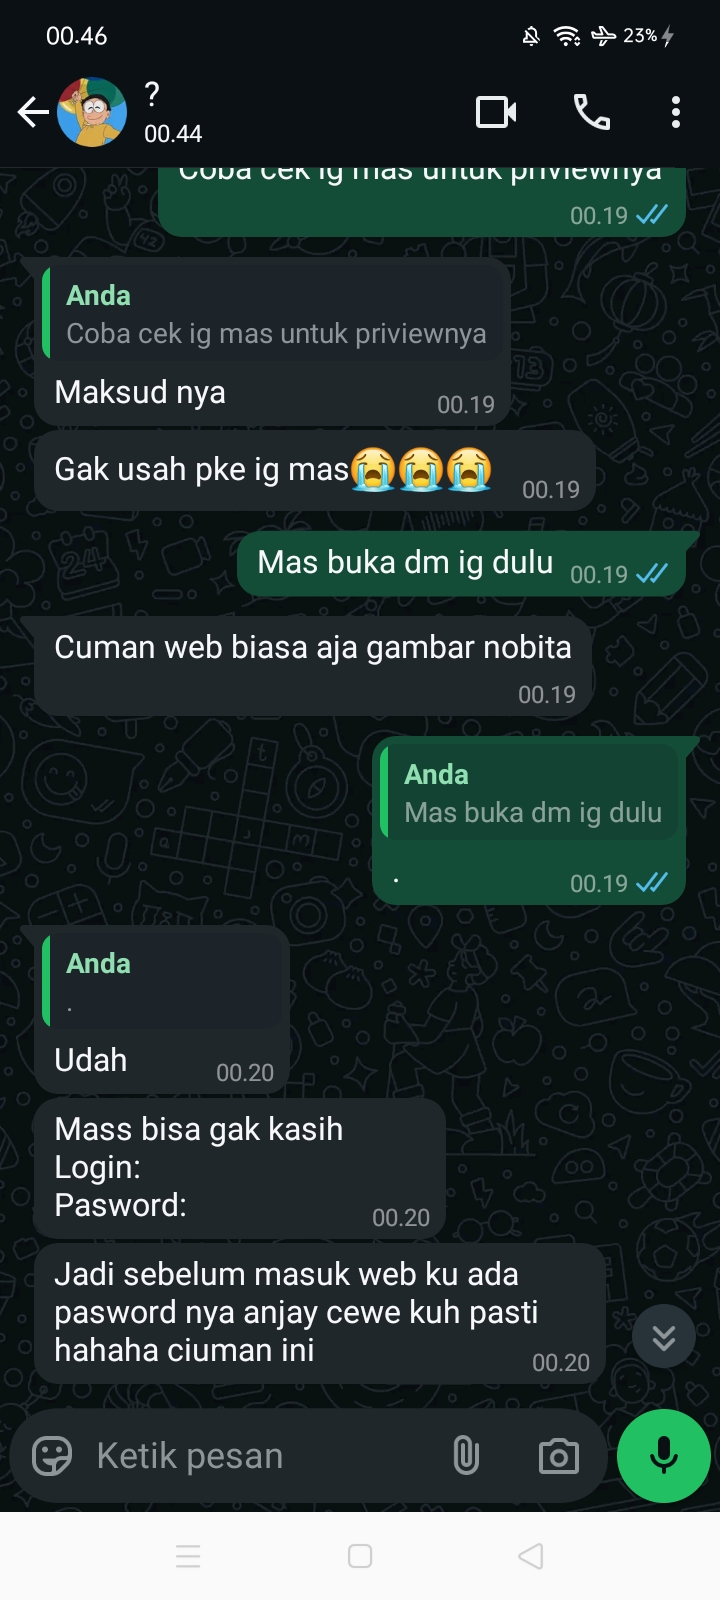 00.46
23%
?
00.44
Coba cek ig mas untuk priviewnya
00.19
Anda
Coba cek ig mas untuk priviewnya
Maksud nya
00.19
Gak usah pke ig mas😭😭😭
00.19
Mas buka dm ig dulu
00.19
Cuman web biasa aja gambar nobita
00.19
Anda
Mas buka dm ig dulu
.
00.19
Anda
.
Udah
00.20
Mass bisa gak kasih
Login:
Pasword:
00.20
Jadi sebelum masuk web ku ada
pasword nya anjay cewe kuh pasti
hahaha ciuman ini
00.20
Ketik pesan